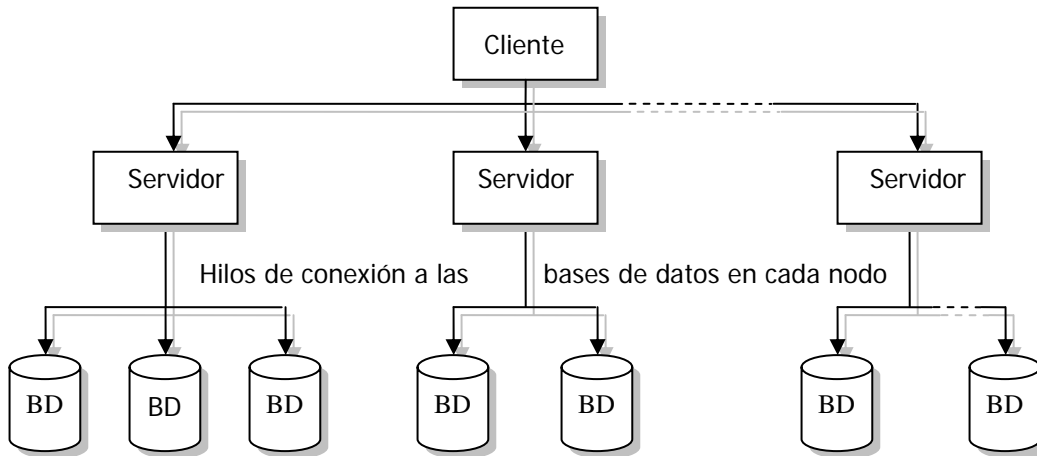 Cliente
Servidor
Servidor
Servidor
Hilos de conexión a las bases de datos en cada nodo
BD
BD
BD
BD
BD
BD
BD